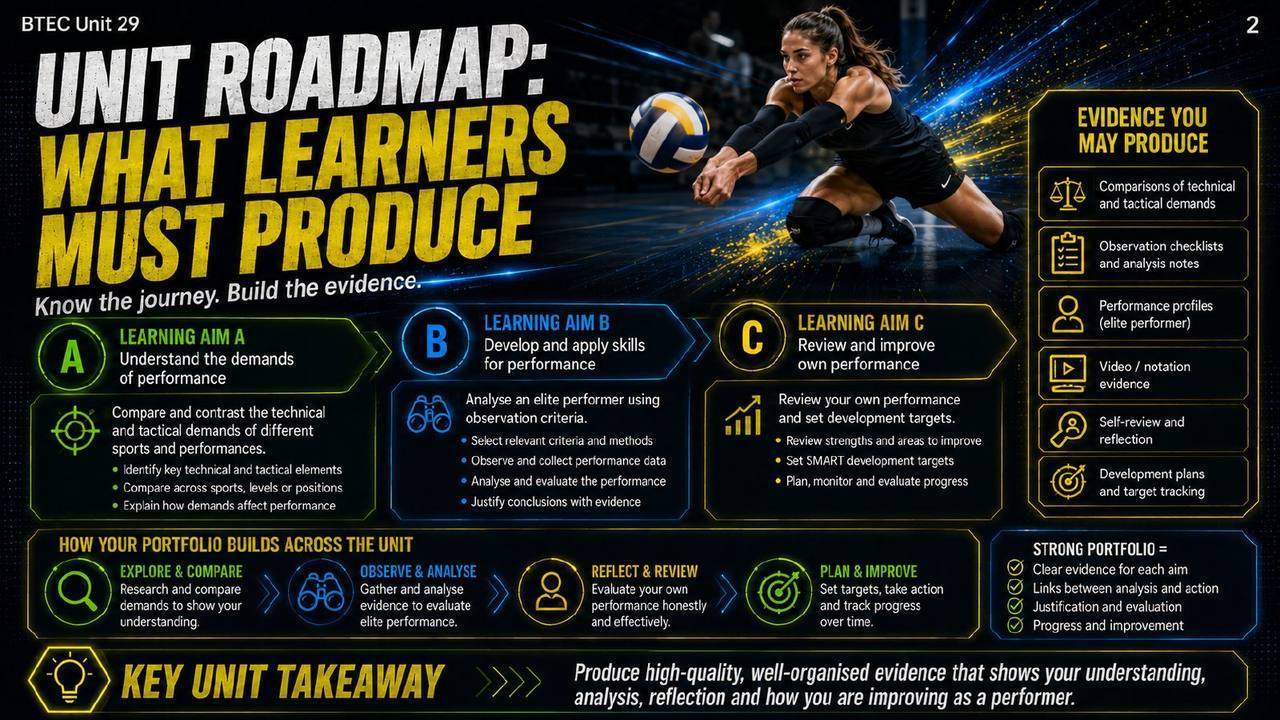 BTEC Unit 29
2
UNIT ROADMAP:
WHAT LEARNERS
MUST PRODUCE
Know the journey. Build the evidence.
A
LEARNING AIM A
Understand the demands
of performance
Compare and contrast the technical
and tactical demands of different
sports and performances.
• Identify key technical and tactical elements
• Compare across sports, levels or positions
• Explain how demands affect performance
B
LEARNING AIM B
Develop and apply skills
for performance
Analyse an elite performer using
observation criteria.
• Select relevant criteria and methods
• Observe and collect performance data
• Analyse and evaluate the performance
• Justify conclusions with evidence
C
LEARNING AIM C
Review and improve
own performance
Review your own performance
and set development targets.
• Review strengths and areas to improve
• Set SMART development targets
• Plan, monitor and evaluate progress
EVIDENCE YOU
MAY PRODUCE
Comparisons of technical
and tactical demands
Observation checklists
and analysis notes
Performance profiles
(elite performer)
Video / notation
evidence
Self-review and
reflection
Development plans
and target tracking
HOW YOUR PORTFOLIO BUILDS ACROSS THE UNIT
EXPLORE & COMPARE
Research and compare
demands to show your
understanding.
OBSERVE & ANALYSE
Gather and analyse
evidence to evaluate
elite performance.
REFLECT & REVIEW
Evaluate your own
performance honestly
and effectively.
PLAN & IMPROVE
Set targets, take action
and track progress
over time.
STRONG PORTFOLIO =
Clear evidence for each aim
Links between analysis and action
Justification and evaluation
Progress and improvement
KEY UNIT TAKEAWAY
Produce high-quality, well-organised evidence that shows your understanding,
analysis, reflection and how you are improving as a performer.